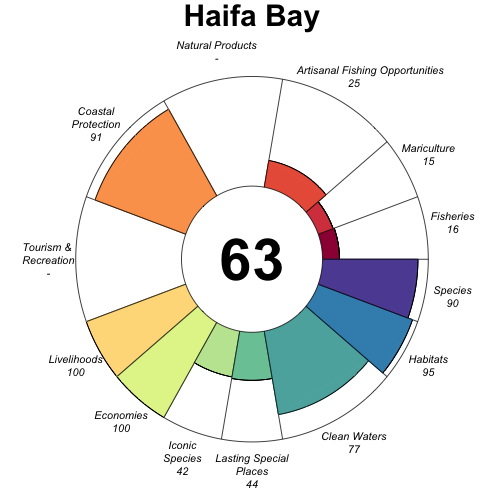 Haifa Bay
Natural Products
-
Artisanal Fishing Opportunities
25
Coastal
Protection
91
Mariculture
15
Fisheries
16
Tourism &
Recreation
-
63
Species
90
Livelihoods
100
Habitats
95
Economies
100
Clean Waters
77
Iconic
Species
42
Lasting Special
Places
44